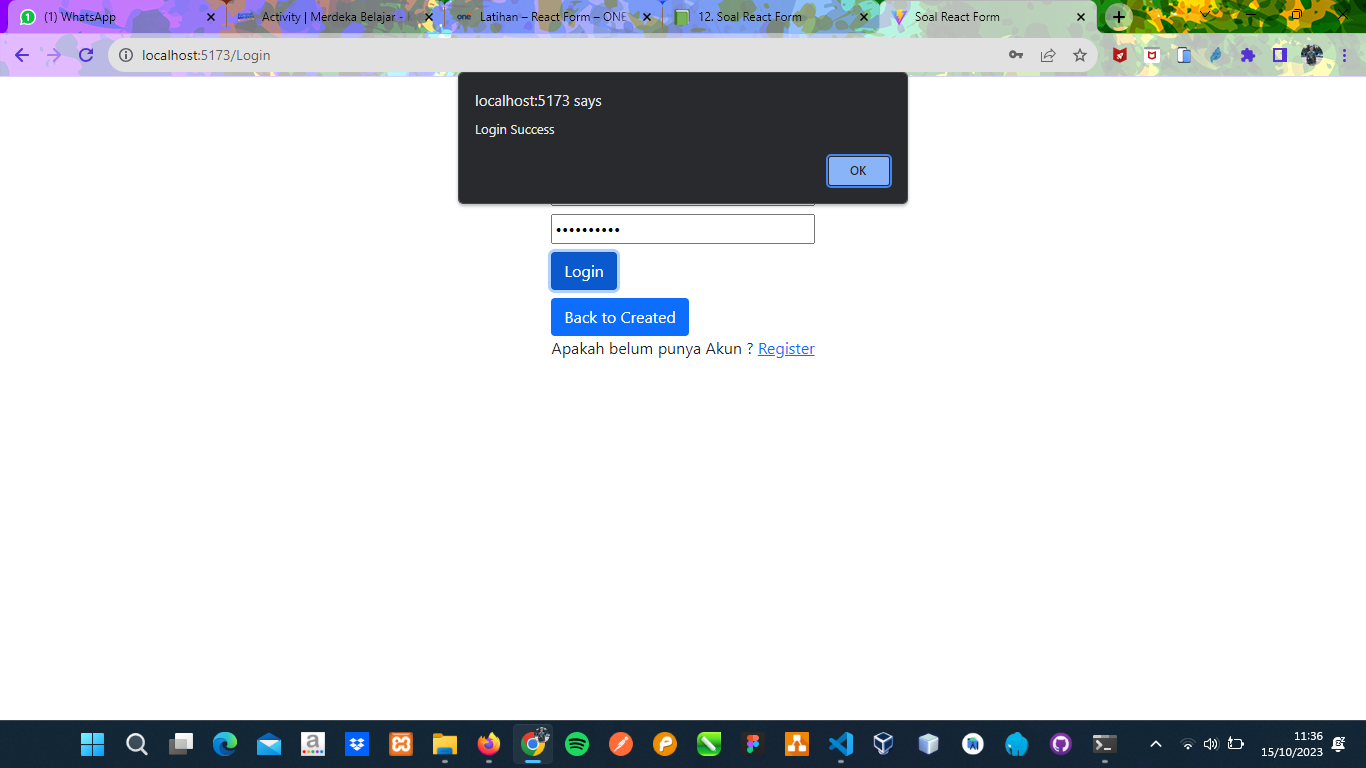 (1) WhatsApp
Activity | Merdeka Belajar -
Latihan – React Form – ONE
12. Soal React Form
Soal React Form
localhost:5173/Login
localhost:5173 says
Login Success
OK
••••••••••
Login
Back to Created
Apakah belum punya Akun ? Register
11:36
15/10/2023